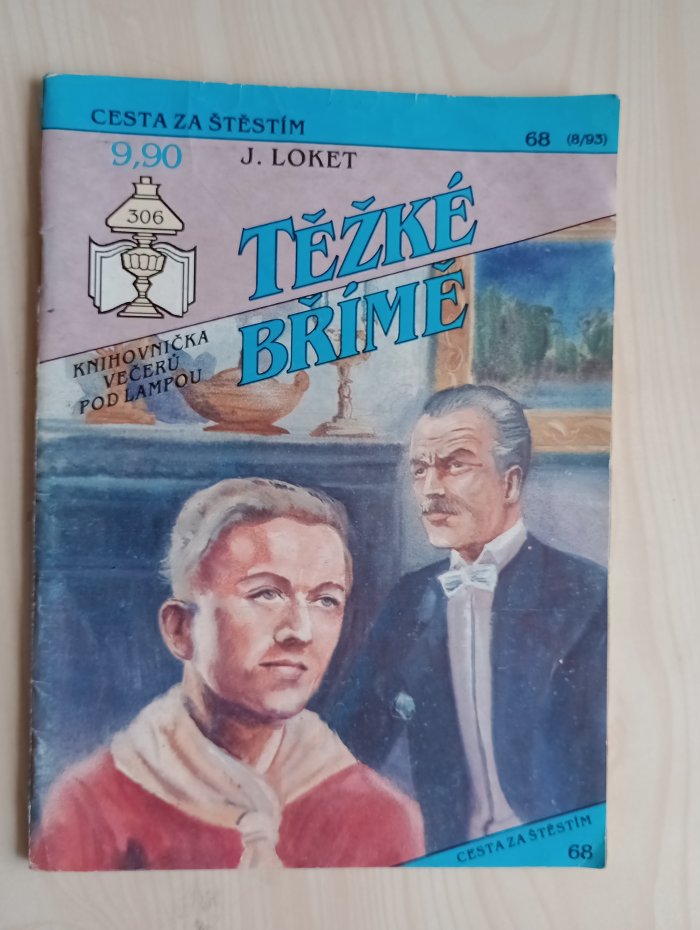 CESTA ZA ŠTĚSTÍM
68 (8/93)
9,90
J. LOKET
306
TĚŽKÉ
BŘÍMĚ
KNIHOVNIČKA
VEČERŮ
POD LAMPOU
CESTA ZA ŠTĚSTÍM
68